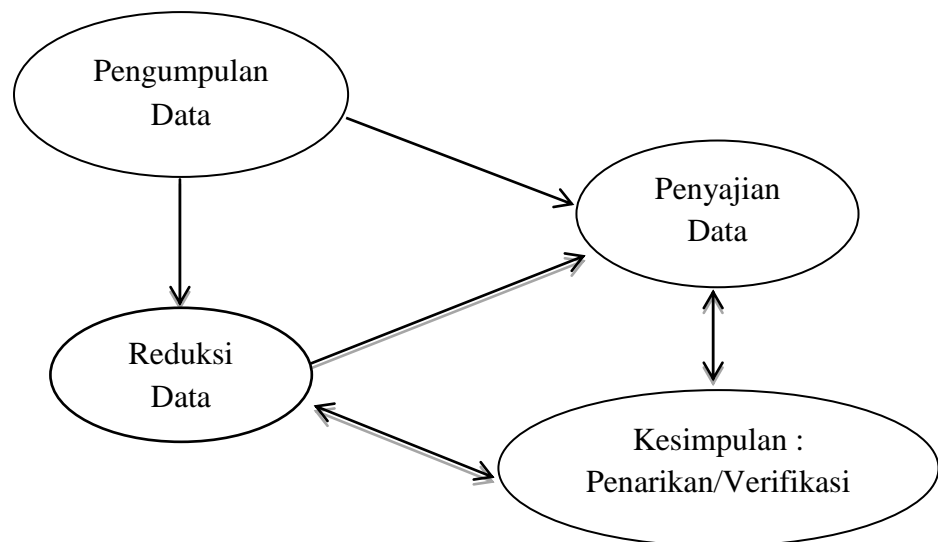 Pengumpulan
Data
Penyajian
Data
Reduksi
Data
Kesimpulan :
Penarikan/Verifikasi